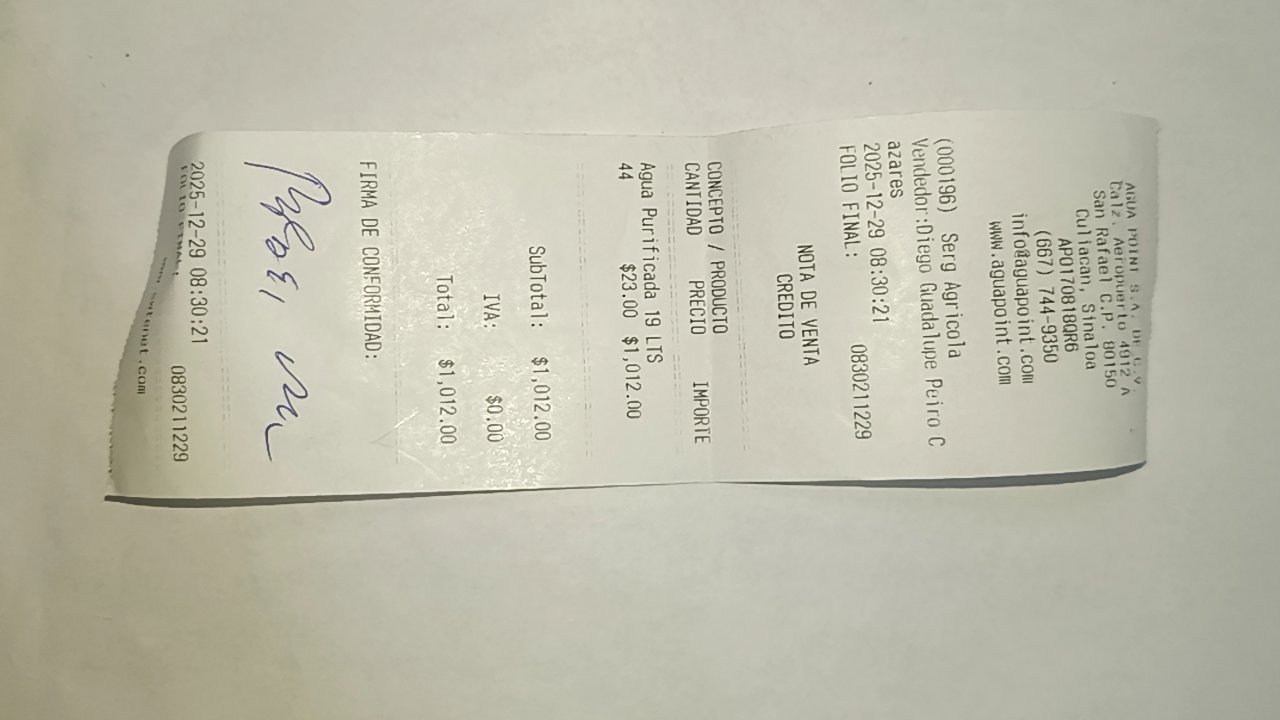 AGUA POINT S.A. DE C.V.
Calz. Aeropuerto 4912 A
San Rafael C.P. 80150
Culiacan, Sinaloa
APO170818QR6
(667) 744-9350
info@aguapoint.com
www.aguapoint.com
(000196) Serg Agricola
Vendedor:Diego Guadalupe Peiro C
azares
2025-12-29 08:30:21
FOLIO FINAL: 0830211229
NOTA DE VENTA
CREDITO
CONCEPTO / PRODUCTO
CANTIDAD PRECIO IMPORTE
Agua Purificada 19 LTS
44 $23.00 $1,012.00
SubTotal: $1,012.00
IVA: $0.00
Total: $1,012.00
FIRMA DE CONFORMIDAD:
2025-12-29 08:30:21
FOLIO FINAL: 0830211229